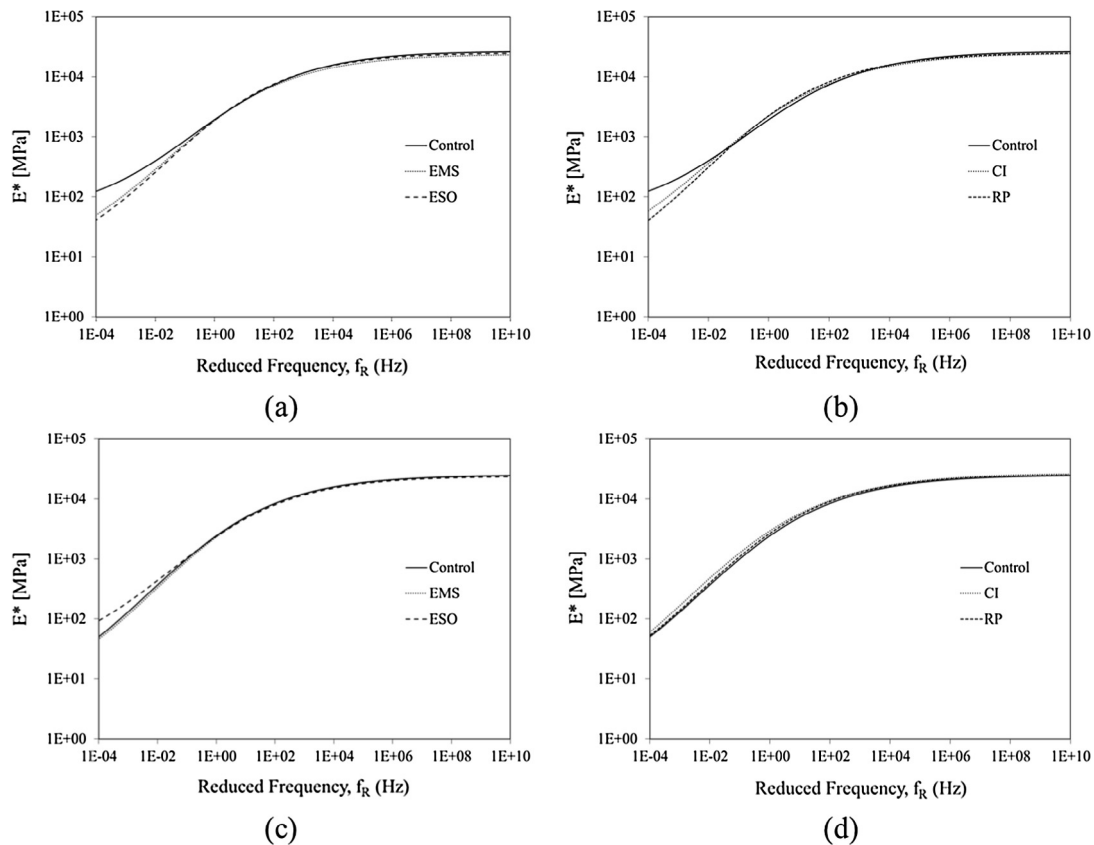 1E+05
1E+04
1E+03
1E+02
1E+01
1E+00
E* [MPa]
Control
EMS
ESO
1E-04 1E-02 1E+00 1E+02 1E+04 1E+06 1E+08 1E+10
Reduced Frequency, fR (Hz)
(a)
1E+05
1E+04
1E+03
1E+02
1E+01
1E+00
E* [MPa]
Control
CI
RP
1E-04 1E-02 1E+00 1E+02 1E+04 1E+06 1E+08 1E+10
Reduced Frequency, fR (Hz)
(b)
1E+05
1E+04
1E+03
1E+02
1E+01
1E+00
E* [MPa]
Control
EMS
ESO
1E-04 1E-02 1E+00 1E+02 1E+04 1E+06 1E+08 1E+10
Reduced Frequency, fR (Hz)
(c)
1E+05
1E+04
1E+03
1E+02
1E+01
1E+00
E* [MPa]
Control
CI
RP
1E-04 1E-02 1E+00 1E+02 1E+04 1E+06 1E+08 1E+10
Reduced Frequency, fR (Hz)
(d)